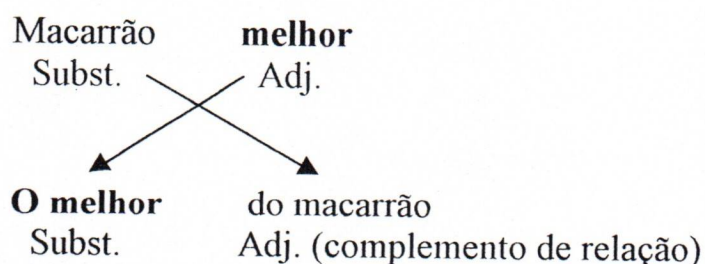 Macarrão melhor
Subst. Adj.
O melhor do macarrão
Subst. Adj. (complemento de relação)